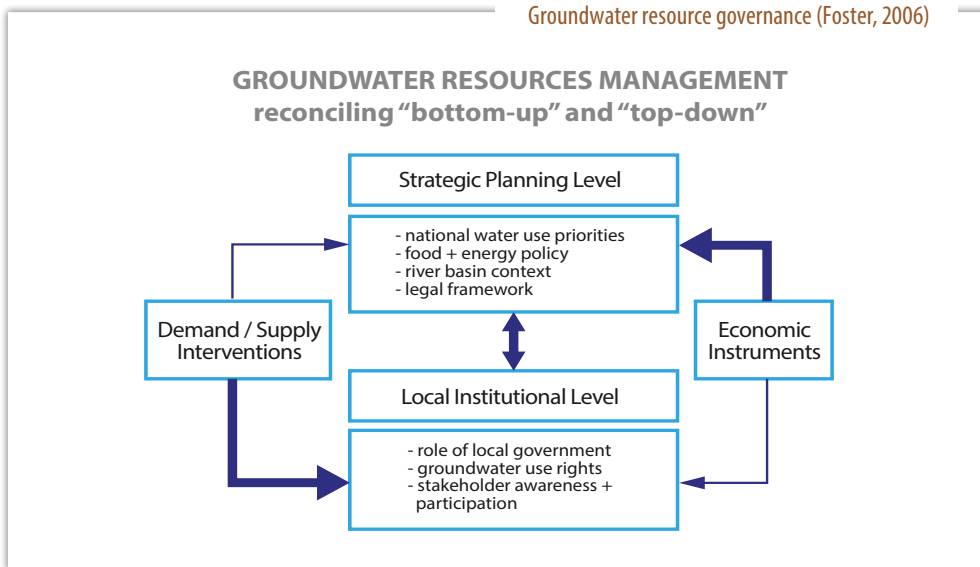 Groundwater resource governance (Foster, 2006)
GROUNDWATER RESOURCES MANAGEMENT
reconciling “bottom-up” and “top-down”
Strategic Planning Level
- national water use priorities
- food + energy policy
- river basin context
- legal framework
Demand / Supply
Interventions
Economic
Instruments
Local Institutional Level
- role of local government
- groundwater use rights
- stakeholder awareness +
participation